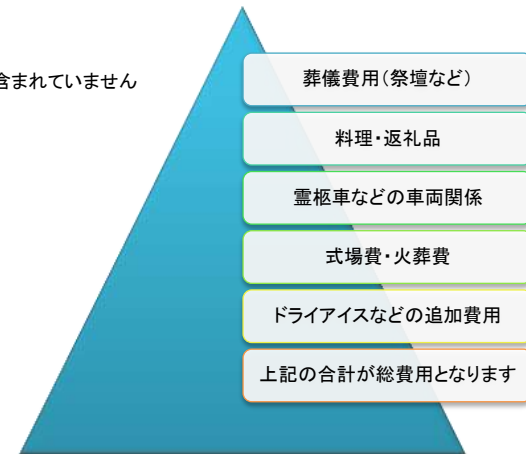 含まれていません
葬儀費用（祭壇など）
料理・返礼品
霊柩車などの車両関係
式場費・火葬費
ドライアイスなどの追加費用
上記の合計が総費用となります